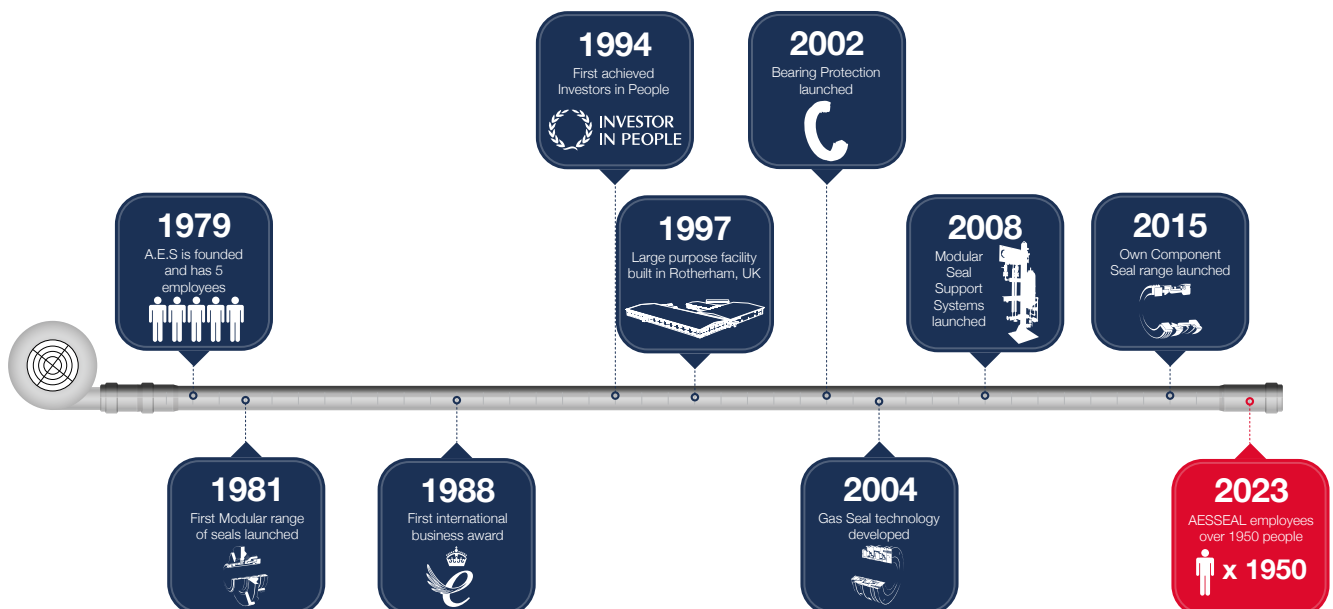 1979
A.E.S is founded
and has 5
employees
1981
First Modular range
of seals launched
1988
First international
business award
e
1994
First achieved
Investors in People
INVESTOR
IN PEOPLE
1997
Large purpose facility
built in Rotherham, UK
2002
Bearing Protection
launched
2004
Gas Seal technology
developed
2008
Modular
Seal
Support
Systems
launched
2015
Own Component
Seal range launched
2023
AESSEAL employees
over 1950 people
x 1950